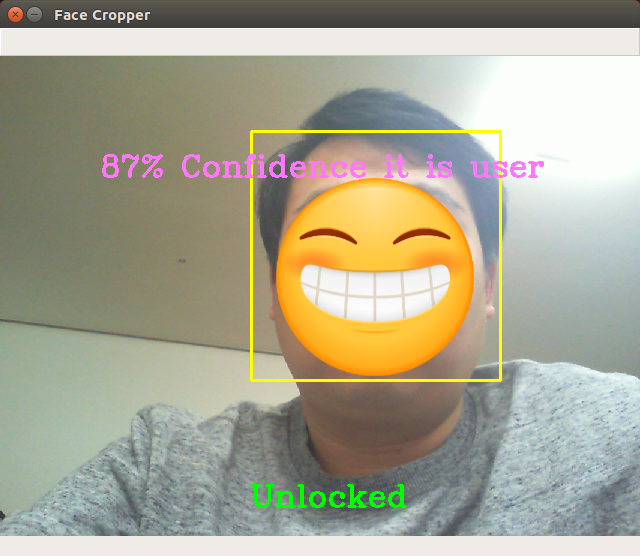 Face Cropper
87% Confidence it is user
Unlocked